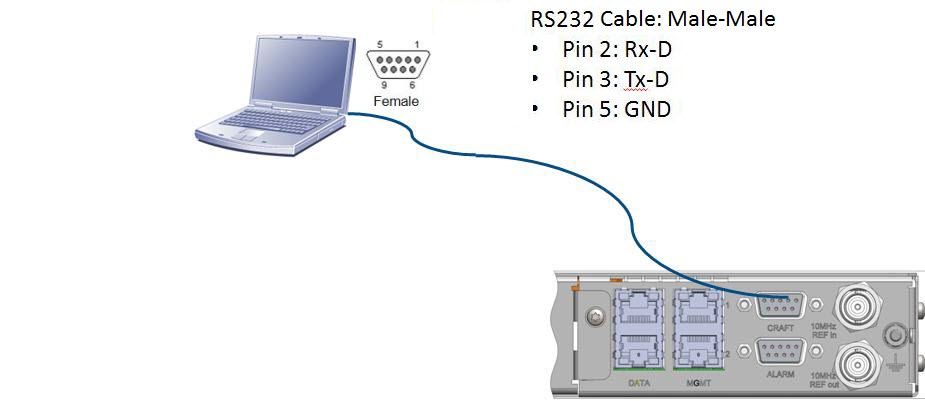 RS232 Cable: Male-Male
• Pin 2: Rx-D
• Pin 3: Tx-D
• Pin 5: GND
5 1
9 6
Female
1
CRAFT
10MHz
REF in
2
DATA
MGMT
ALARM
10MHz
REF out